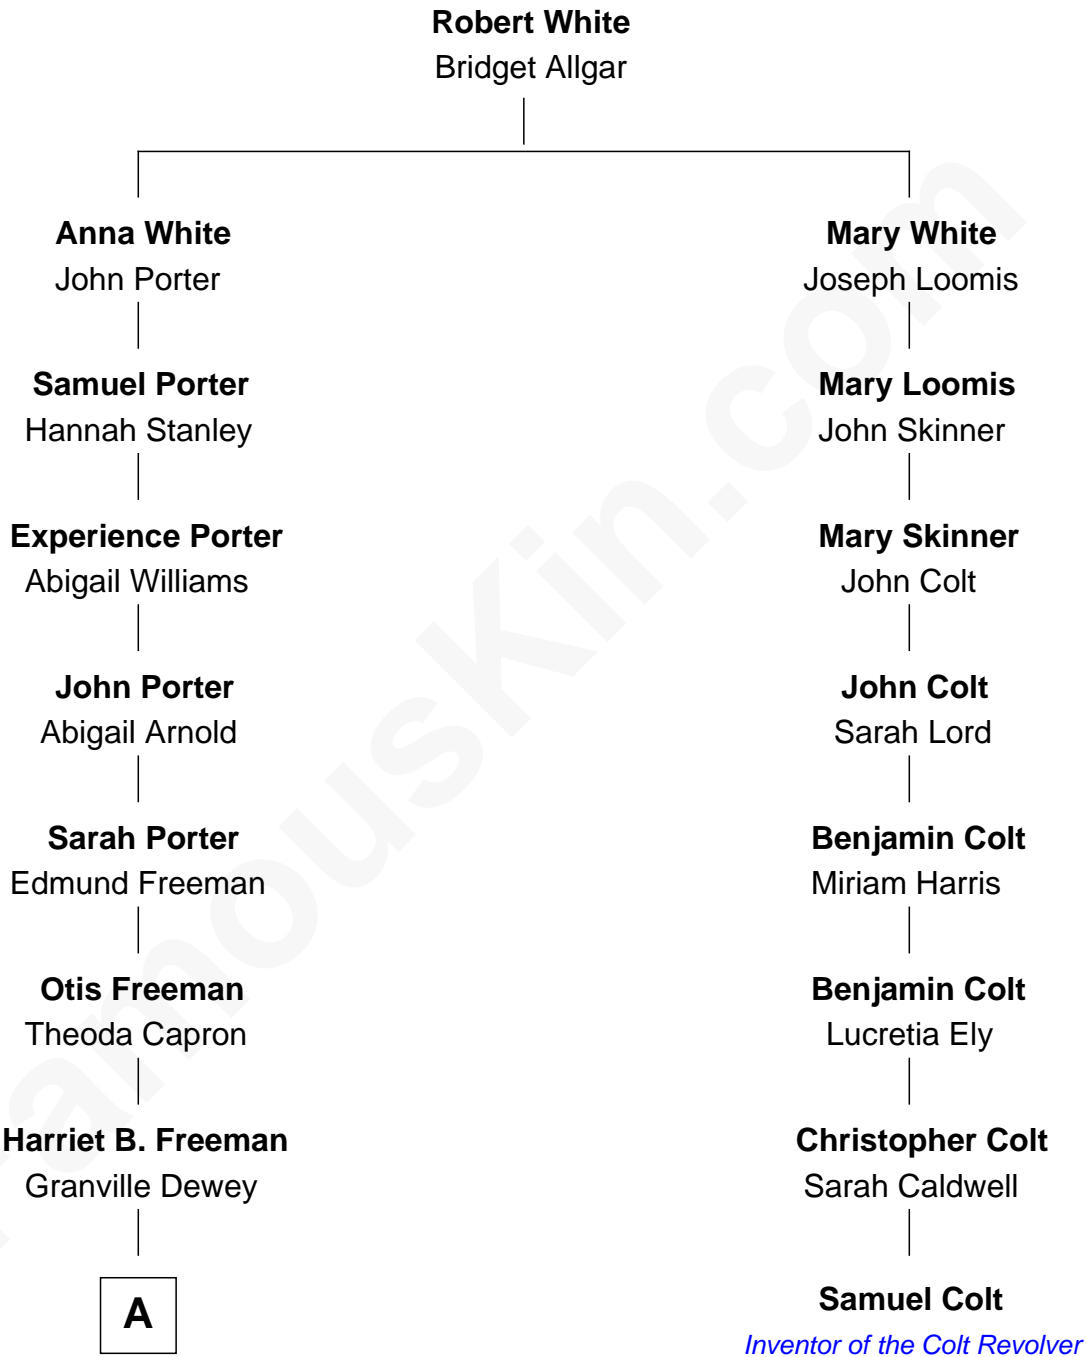 Robert White
Bridget Allgar
Anna White
John Porter
Mary White
Joseph Loomis
Samuel Porter
Hannah Stanley
Mary Loomis
John Skinner
Experience Porter
Abigail Williams
Mary Skinner
John Colt
John Porter
Abigail Arnold
John Colt
Sarah Lord
Sarah Porter
Edmund Freeman
Benjamin Colt
Miriam Harris
Otis Freeman
Theoda Capron
Benjamin Colt
Lucretia Ely
Harriet B. Freeman
Granville Dewey
Christopher Colt
Sarah Caldwell
A
Samuel Colt
Inventor of the Colt Revolver
FamousKin.com